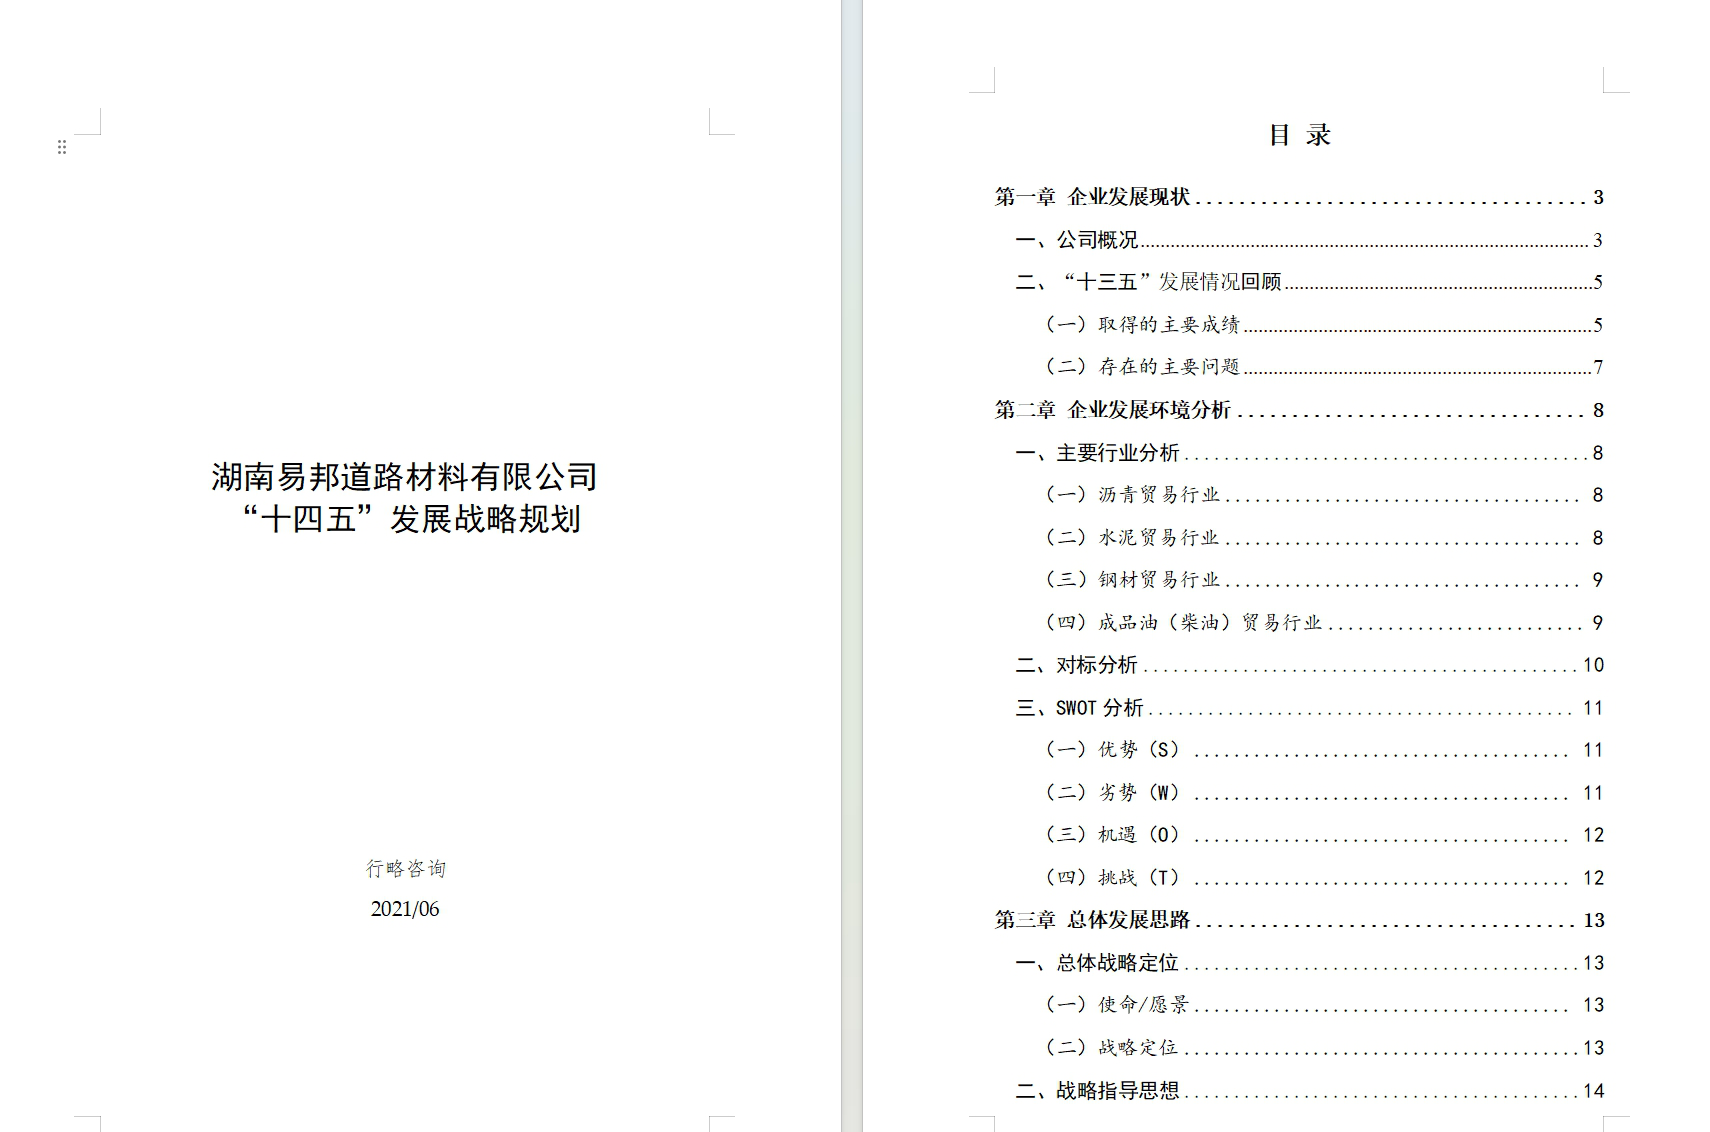 湖南易邦道路材料有限公司
“十四五”发展战略规划
行略咨询
2021/06
目 录
第一章 企业发展现状 3
一、公司概况 3
二、“十三五”发展情况回顾 5
（一）取得的主要成绩 5
（二）存在的主要问题 7
第二章 企业发展环境分析 8
一、主要行业分析 8
（一）沥青贸易行业 8
（二）水泥贸易行业 8
（三）钢材贸易行业 9
（四）成品油（柴油）贸易行业 9
二、对标分析 10
三、SWOT 分析 11
（一）优势（S） 11
（二）劣势（W） 11
（三）机遇（O） 12
（四）挑战（T） 12
第三章 总体发展思路 13
一、总体战略定位 13
（一）使命/愿景 13
（二）战略定位 13
二、战略指导思想 14